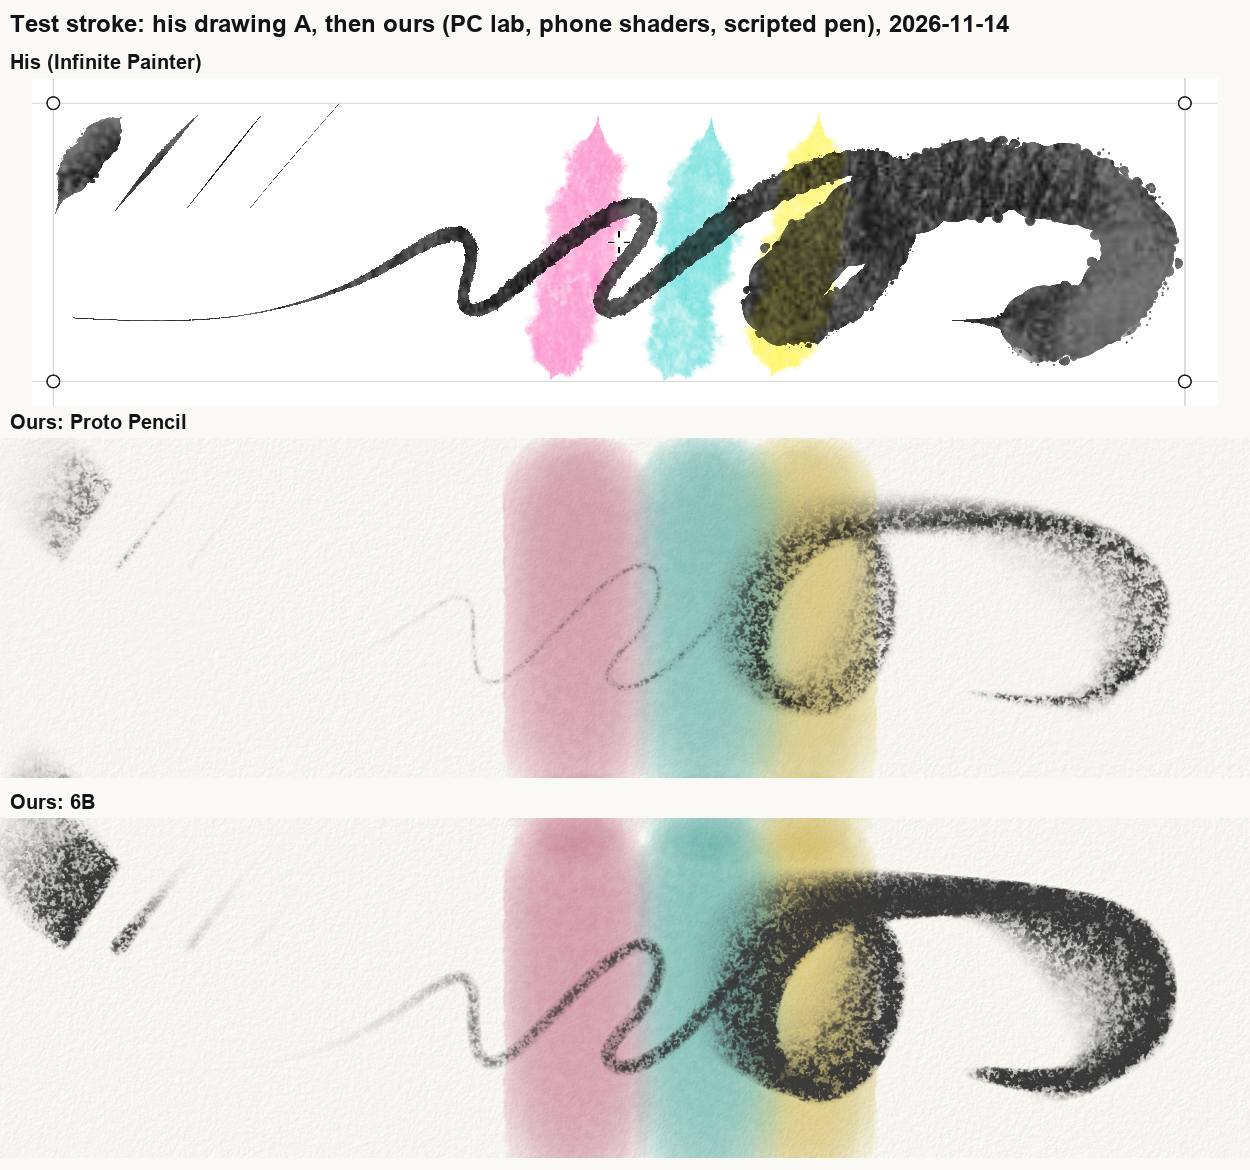 Test stroke: his drawing A, then ours (PC lab, phone shaders, scripted pen), 2026-11-14
His (Infinite Painter)
Ours: Proto Pencil
Ours: 6B